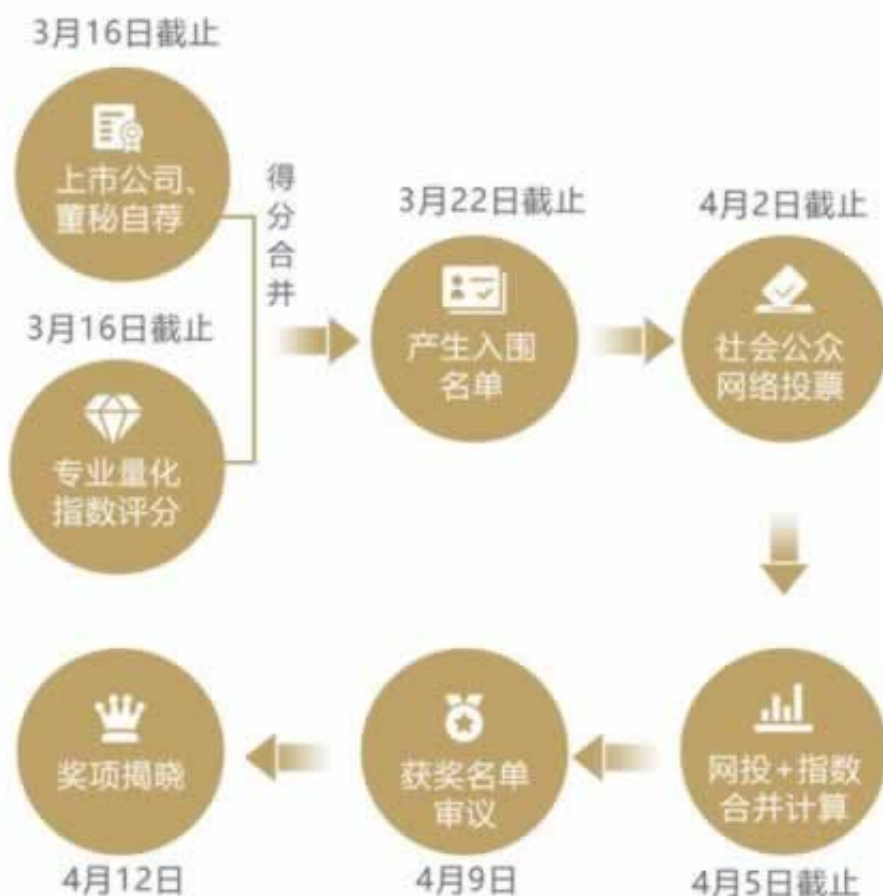 3月16日截止
上市公司、
董秘自荐
得分合并
3月16日截止
专业量化
指数评分
3月22日截止
产生入围
名单
4月2日截止
社会公众
网络投票
网投+指数
合并计算
4月5日截止
获奖名单
审议
4月9日
奖项揭晓
4月12日